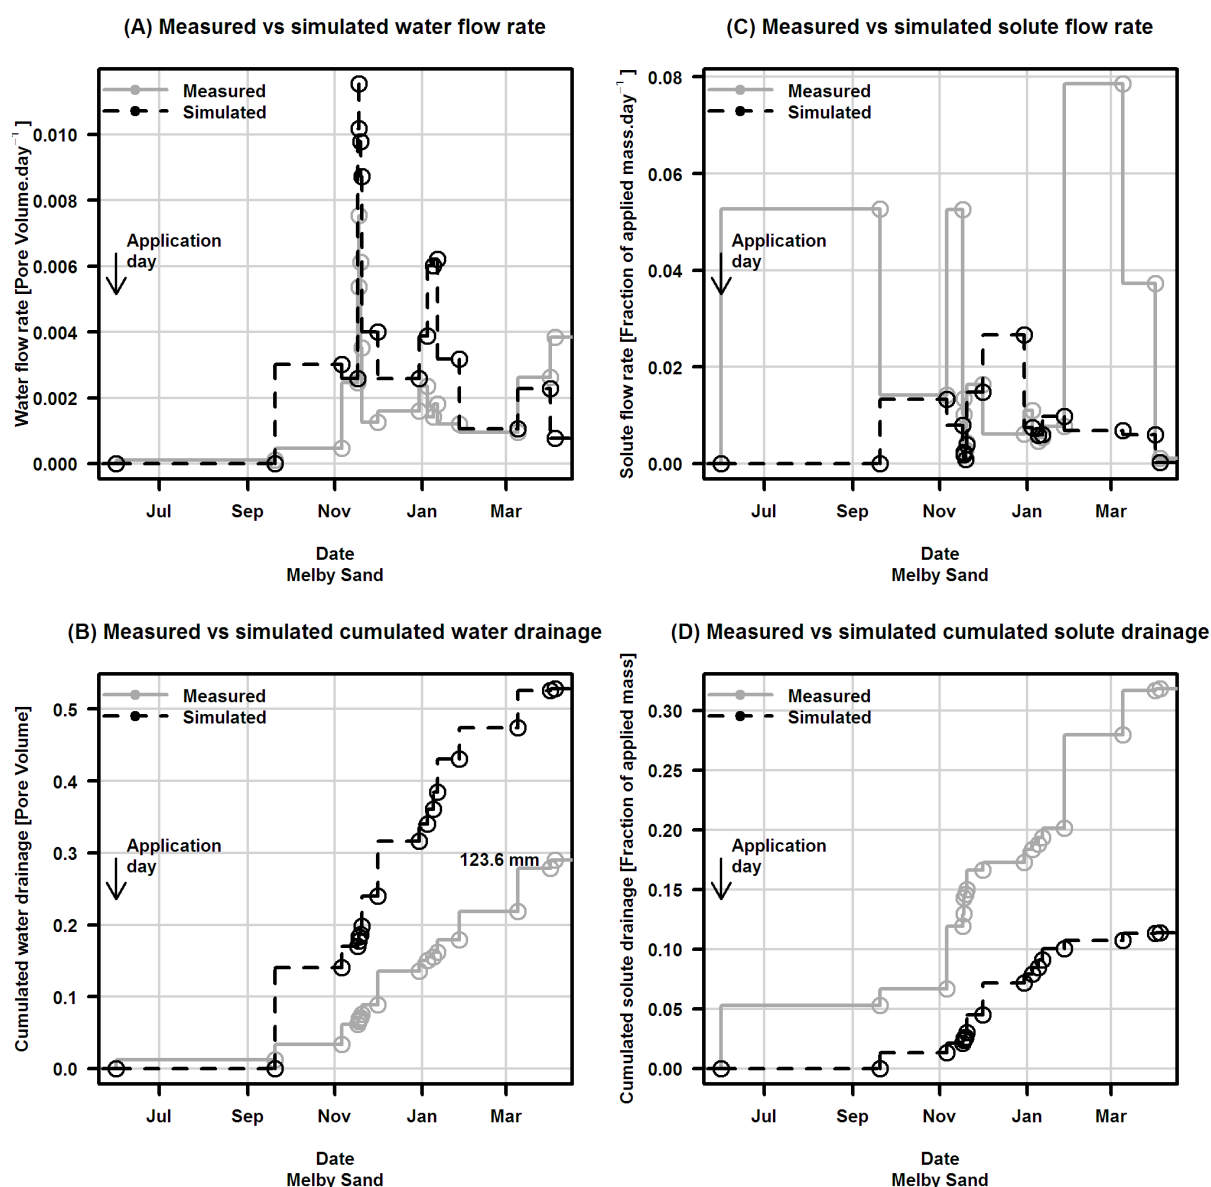 (A) Measured vs simulated water flow rate
Water flow rate [Pore Volume.day⁻¹ ]
Measured
Simulated
Application
day
0.010
0.008
0.006
0.004
0.002
0.000
Jul Sep Nov Jan Mar
Date
Melby Sand
(C) Measured vs simulated solute flow rate
Solute flow rate [Fraction of applied mass.day⁻¹ ]
Measured
Simulated
Application
day
0.08
0.06
0.04
0.02
0.00
Jul Sep Nov Jan Mar
Date
Melby Sand
(B) Measured vs simulated cumulated water drainage
Cumulated water drainage [Pore Volume]
Measured
Simulated
Application
day
123.6 mm
0.5
0.4
0.3
0.2
0.1
0.0
Jul Sep Nov Jan Mar
Date
Melby Sand
(D) Measured vs simulated cumulated solute drainage
Cumulated solute drainage [Fraction of applied mass]
Measured
Simulated
Application
day
0.30
0.25
0.20
0.15
0.10
0.05
0.00
Jul Sep Nov Jan Mar
Date
Melby Sand